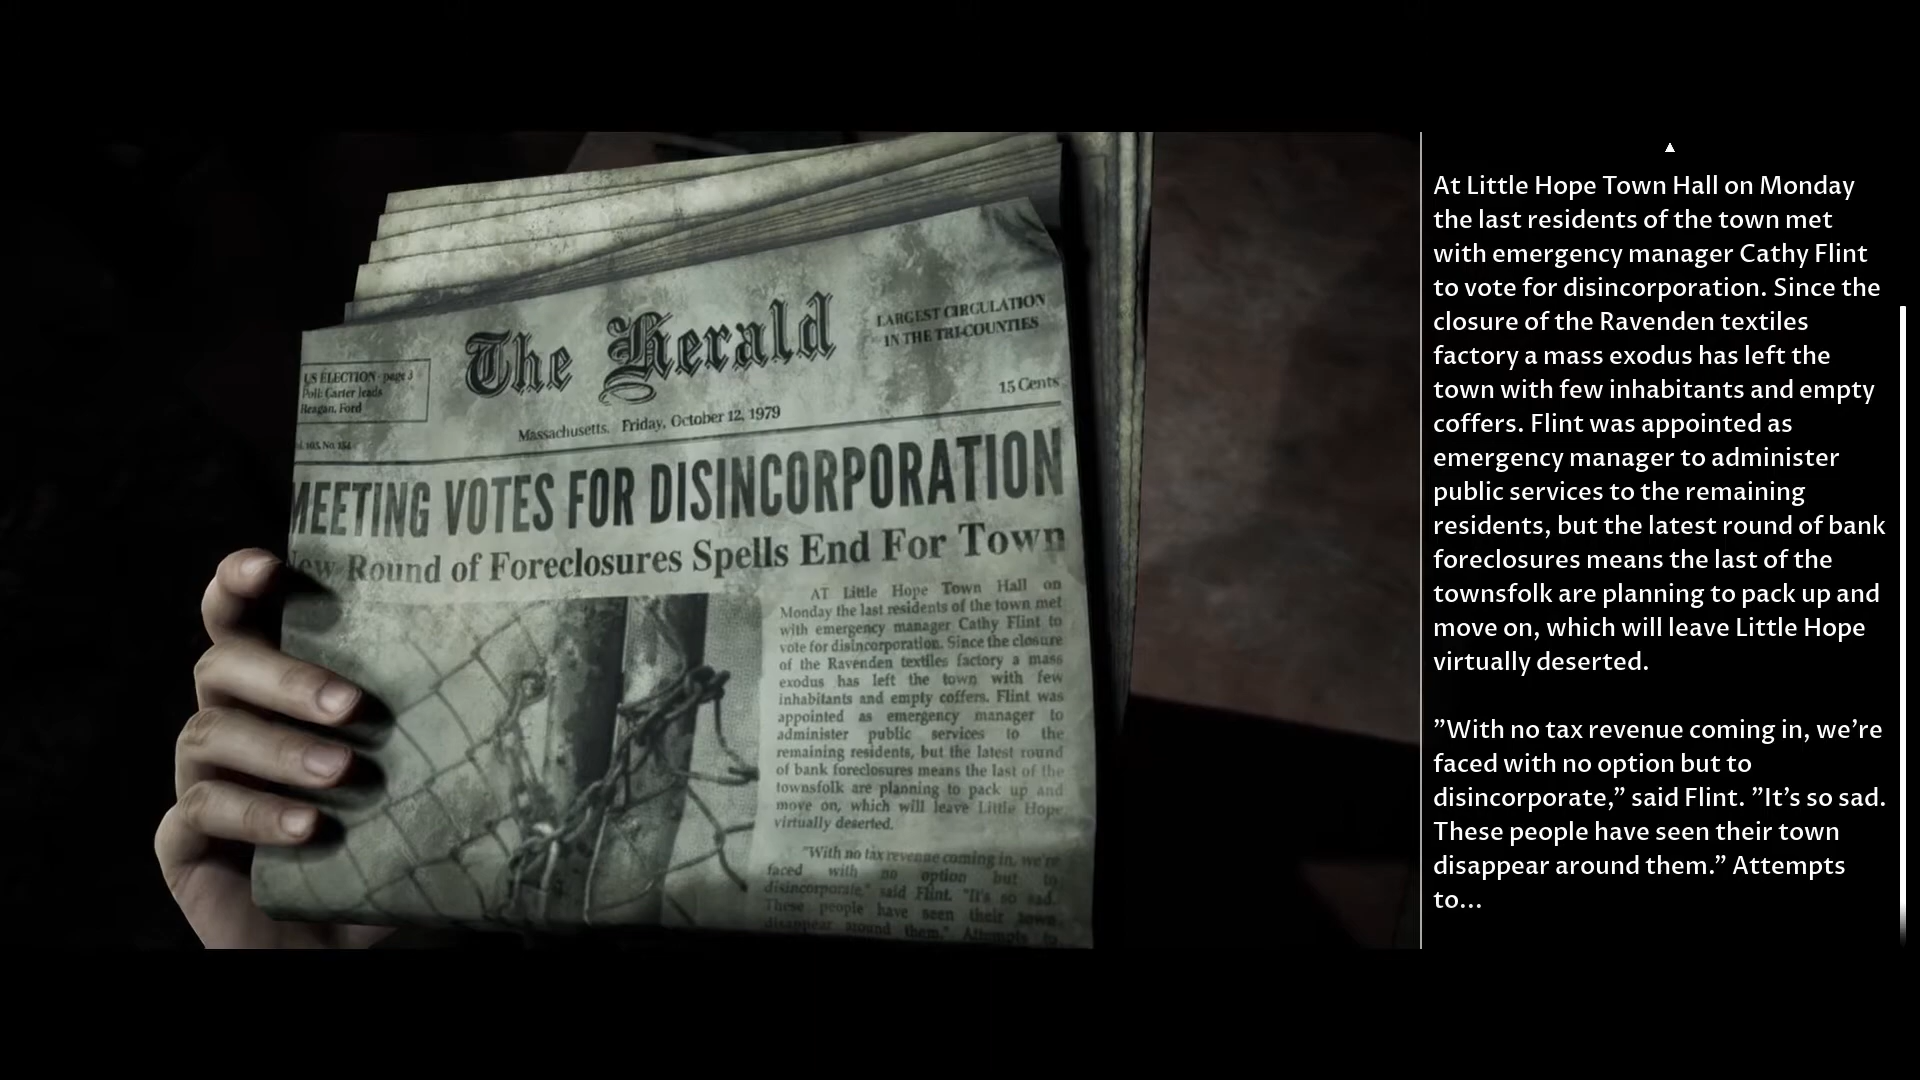 The Herald
LARGEST CIRCULATION
IN THE TRI-COUNTIES
US ELECTION - page 3
Poll: Carter leads
Reagan, Ford
15 Cents
Massachusetts. Friday, October 12, 1979
No. 154
MEETING VOTES FOR DISINCORPORATION
New Round of Foreclosures Spells End For Town
AT Little Hope Town Hall on
Monday the last residents of the town met
with emergency manager Cathy Flint to
vote for disincorporation. Since the closure
of the Ravenden textiles factory a mass
exodus has left the town with few
inhabitants and empty coffers. Flint was
appointed as emergency manager to
administer public services to the
remaining residents, but the latest round
of bank foreclosures means the last of the
townsfolk are planning to pack up and
move on, which will leave Little Hope
virtually deserted.
"With no tax revenue coming in, we're
faced with no option but to
disincorporate," said Flint. "It's so sad.
These people have seen their town
disappear around them." Attempts to
▲
At Little Hope Town Hall on Monday
the last residents of the town met
with emergency manager Cathy Flint
to vote for disincorporation. Since the
closure of the Ravenden textiles
factory a mass exodus has left the
town with few inhabitants and empty
coffers. Flint was appointed as
emergency manager to administer
public services to the remaining
residents, but the latest round of bank
foreclosures means the last of the
townsfolk are planning to pack up and
move on, which will leave Little Hope
virtually deserted.
”With no tax revenue coming in, we’re
faced with no option but to
disincorporate,” said Flint. ”It’s so sad.
These people have seen their town
disappear around them.” Attempts
to...